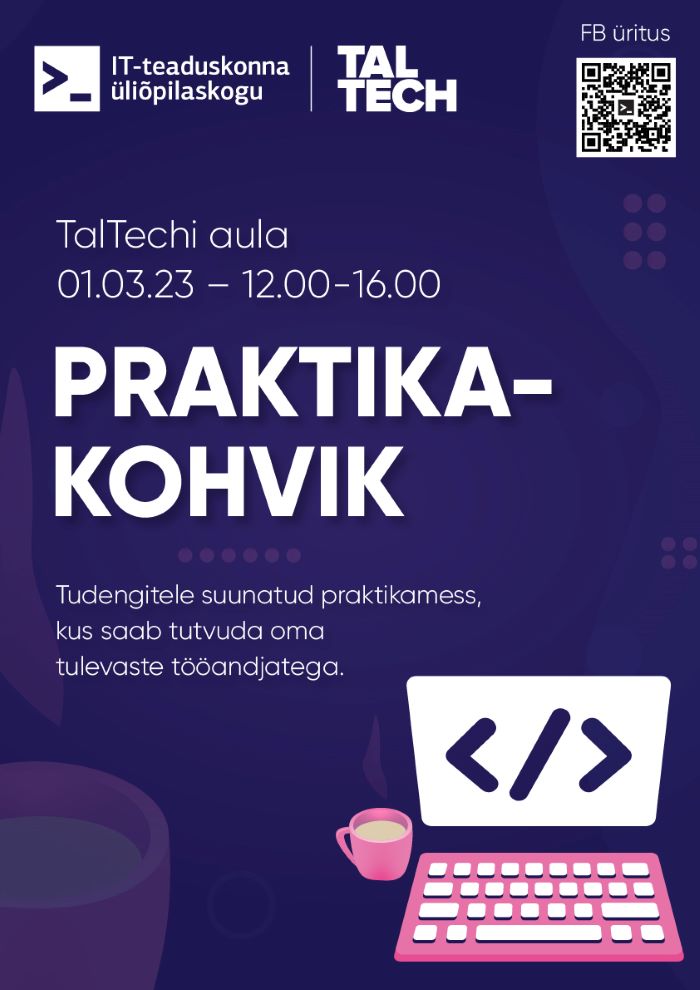 IT-teaduskonna
üliõpilaskogu
TAL
TECH
FB üritus
TalTechi aula
01.03.23 – 12.00-16.00
PRAKTIKA-
KOHVIK
Tudengitele suunatud praktikamess,
kus saab tutvuda oma
tulevaste tööandjatega.